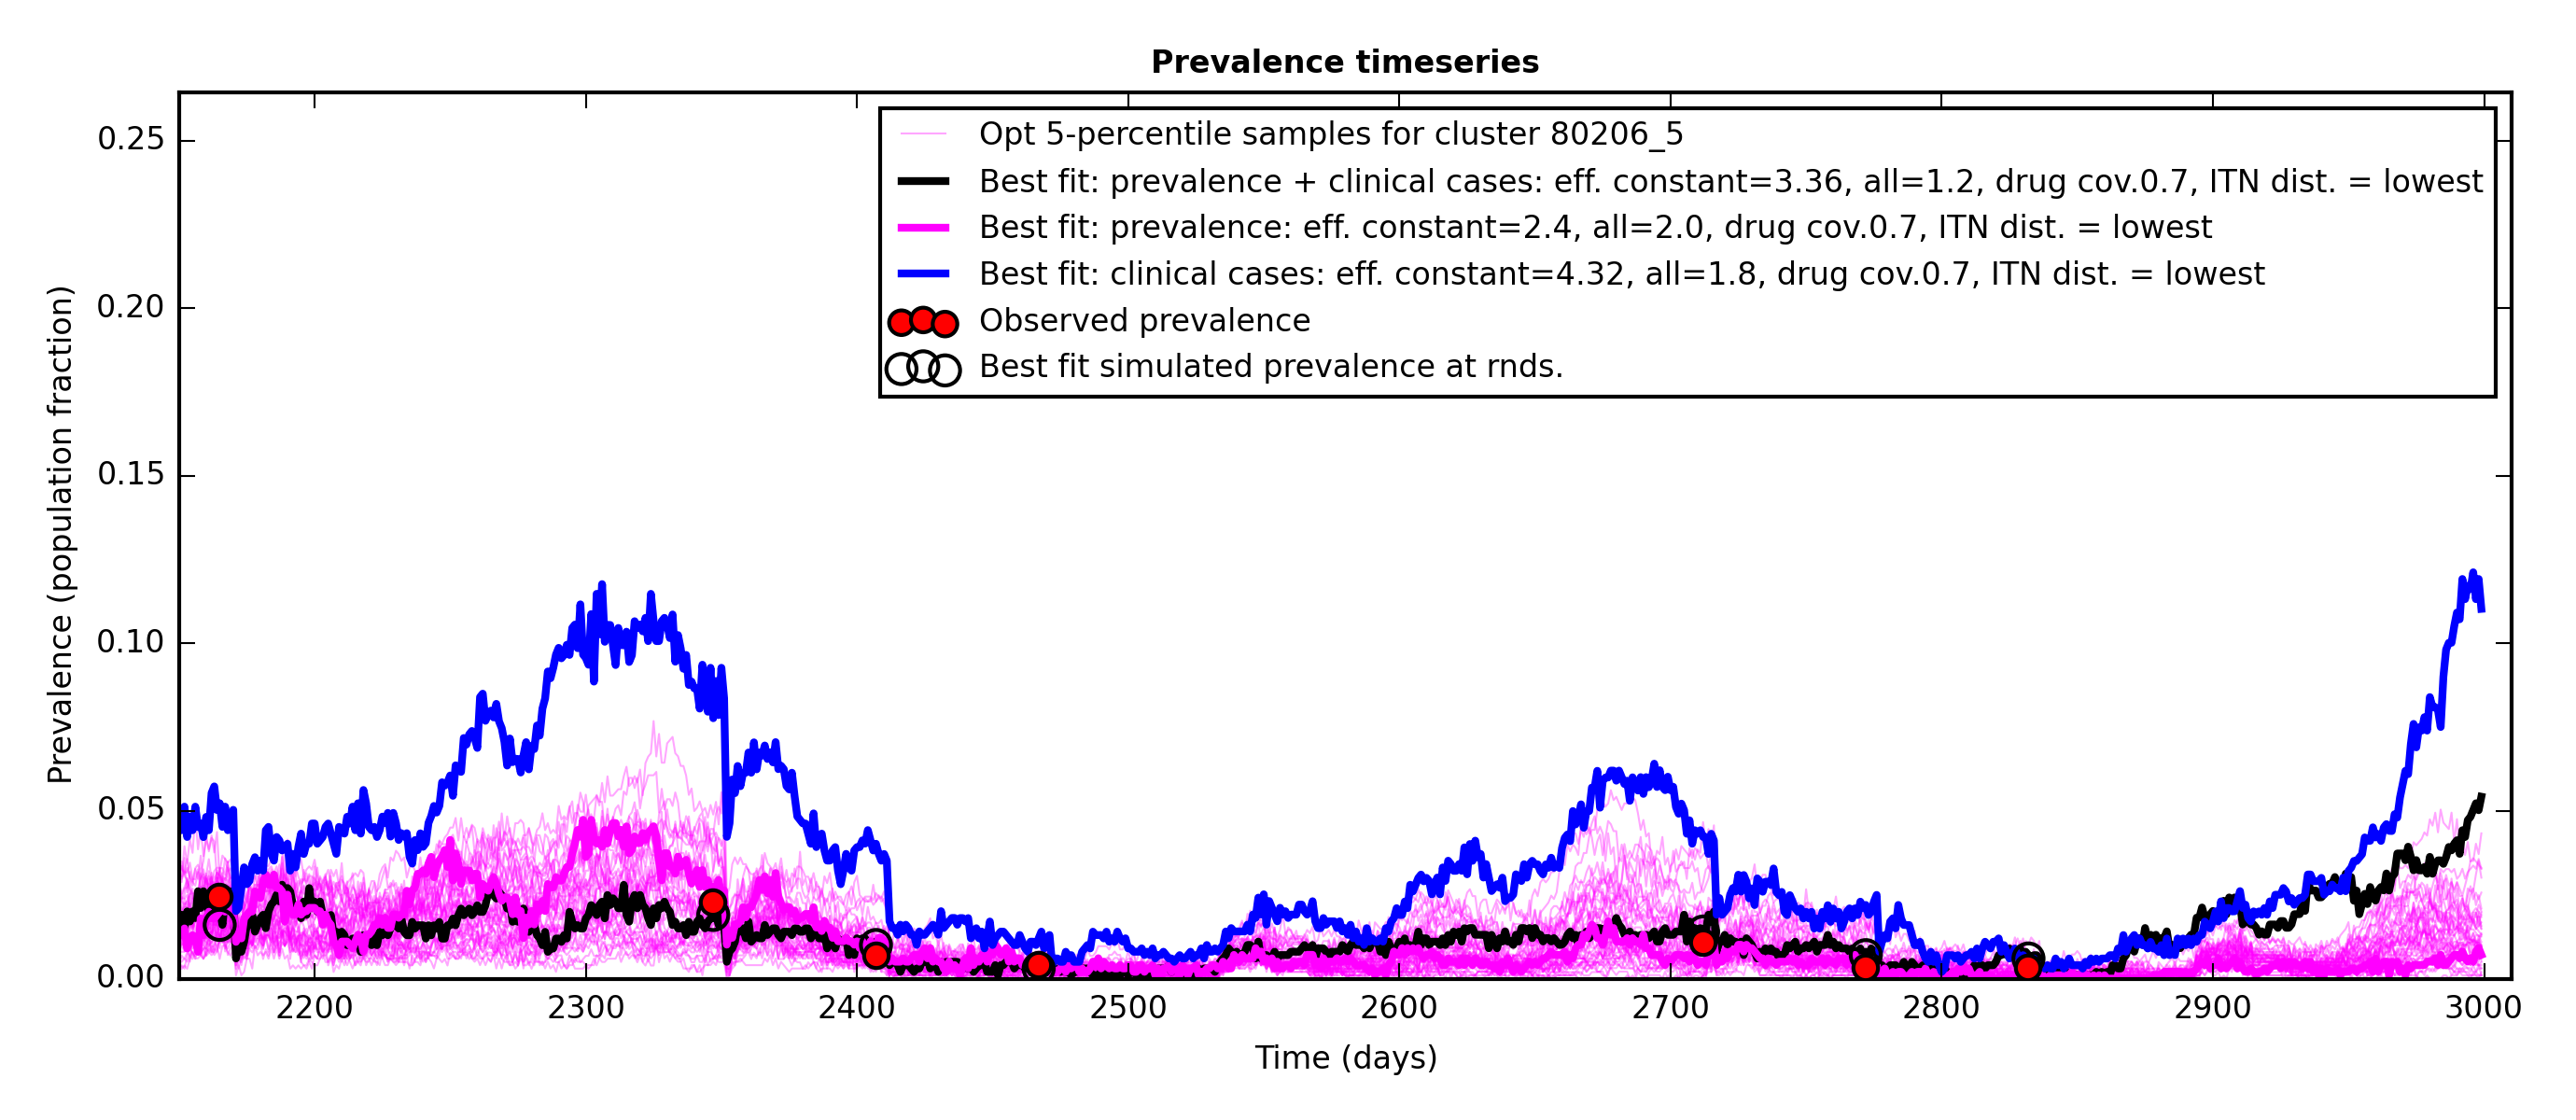 Prevalence timeseries
Opt 5-percentile samples for cluster 80206_5
Best fit: prevalence + clinical cases: eff. constant=3.36, all=1.2, drug cov.0.7, ITN dist. = lowest
Best fit: prevalence: eff. constant=2.4, all=2.0, drug cov.0.7, ITN dist. = lowest
Best fit: clinical cases: eff. constant=4.32, all=1.8, drug cov.0.7, ITN dist. = lowest
Observed prevalence
Best fit simulated prevalence at rnds.
Prevalence (population fraction)
0.25
0.20
0.15
0.10
0.05
0.00
2200 2300 2400 2500 2600 2700 2800 2900 3000
Time (days)